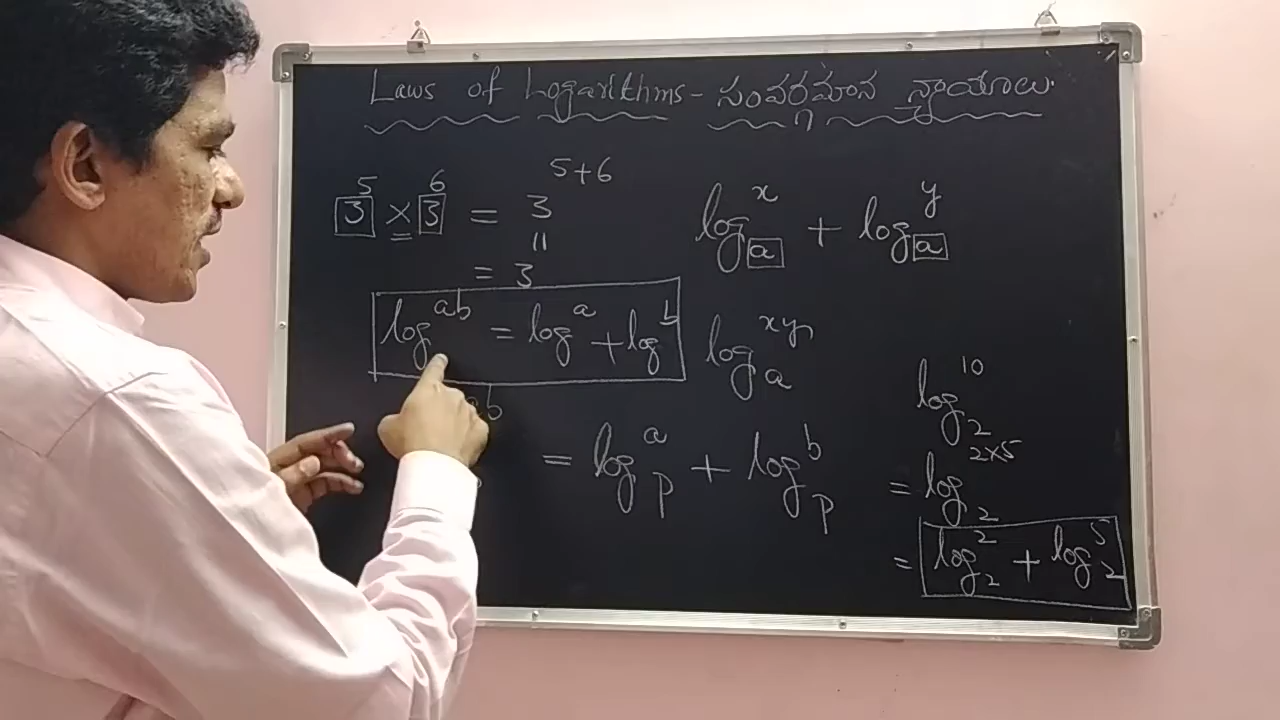 Laws of Logarithms - సంవర్గమాన న్యాయాలు.
3^5 × 3^6 = 3^{5+6}
= 3^{11}
log^{ab} = log^a + log^b
b = log_p^a + log_p^b
log_a^x + log_a^y
log_a^{xy}
log_2^{10}
= log_2^{2×5}
= log_2^2 + log_2^5